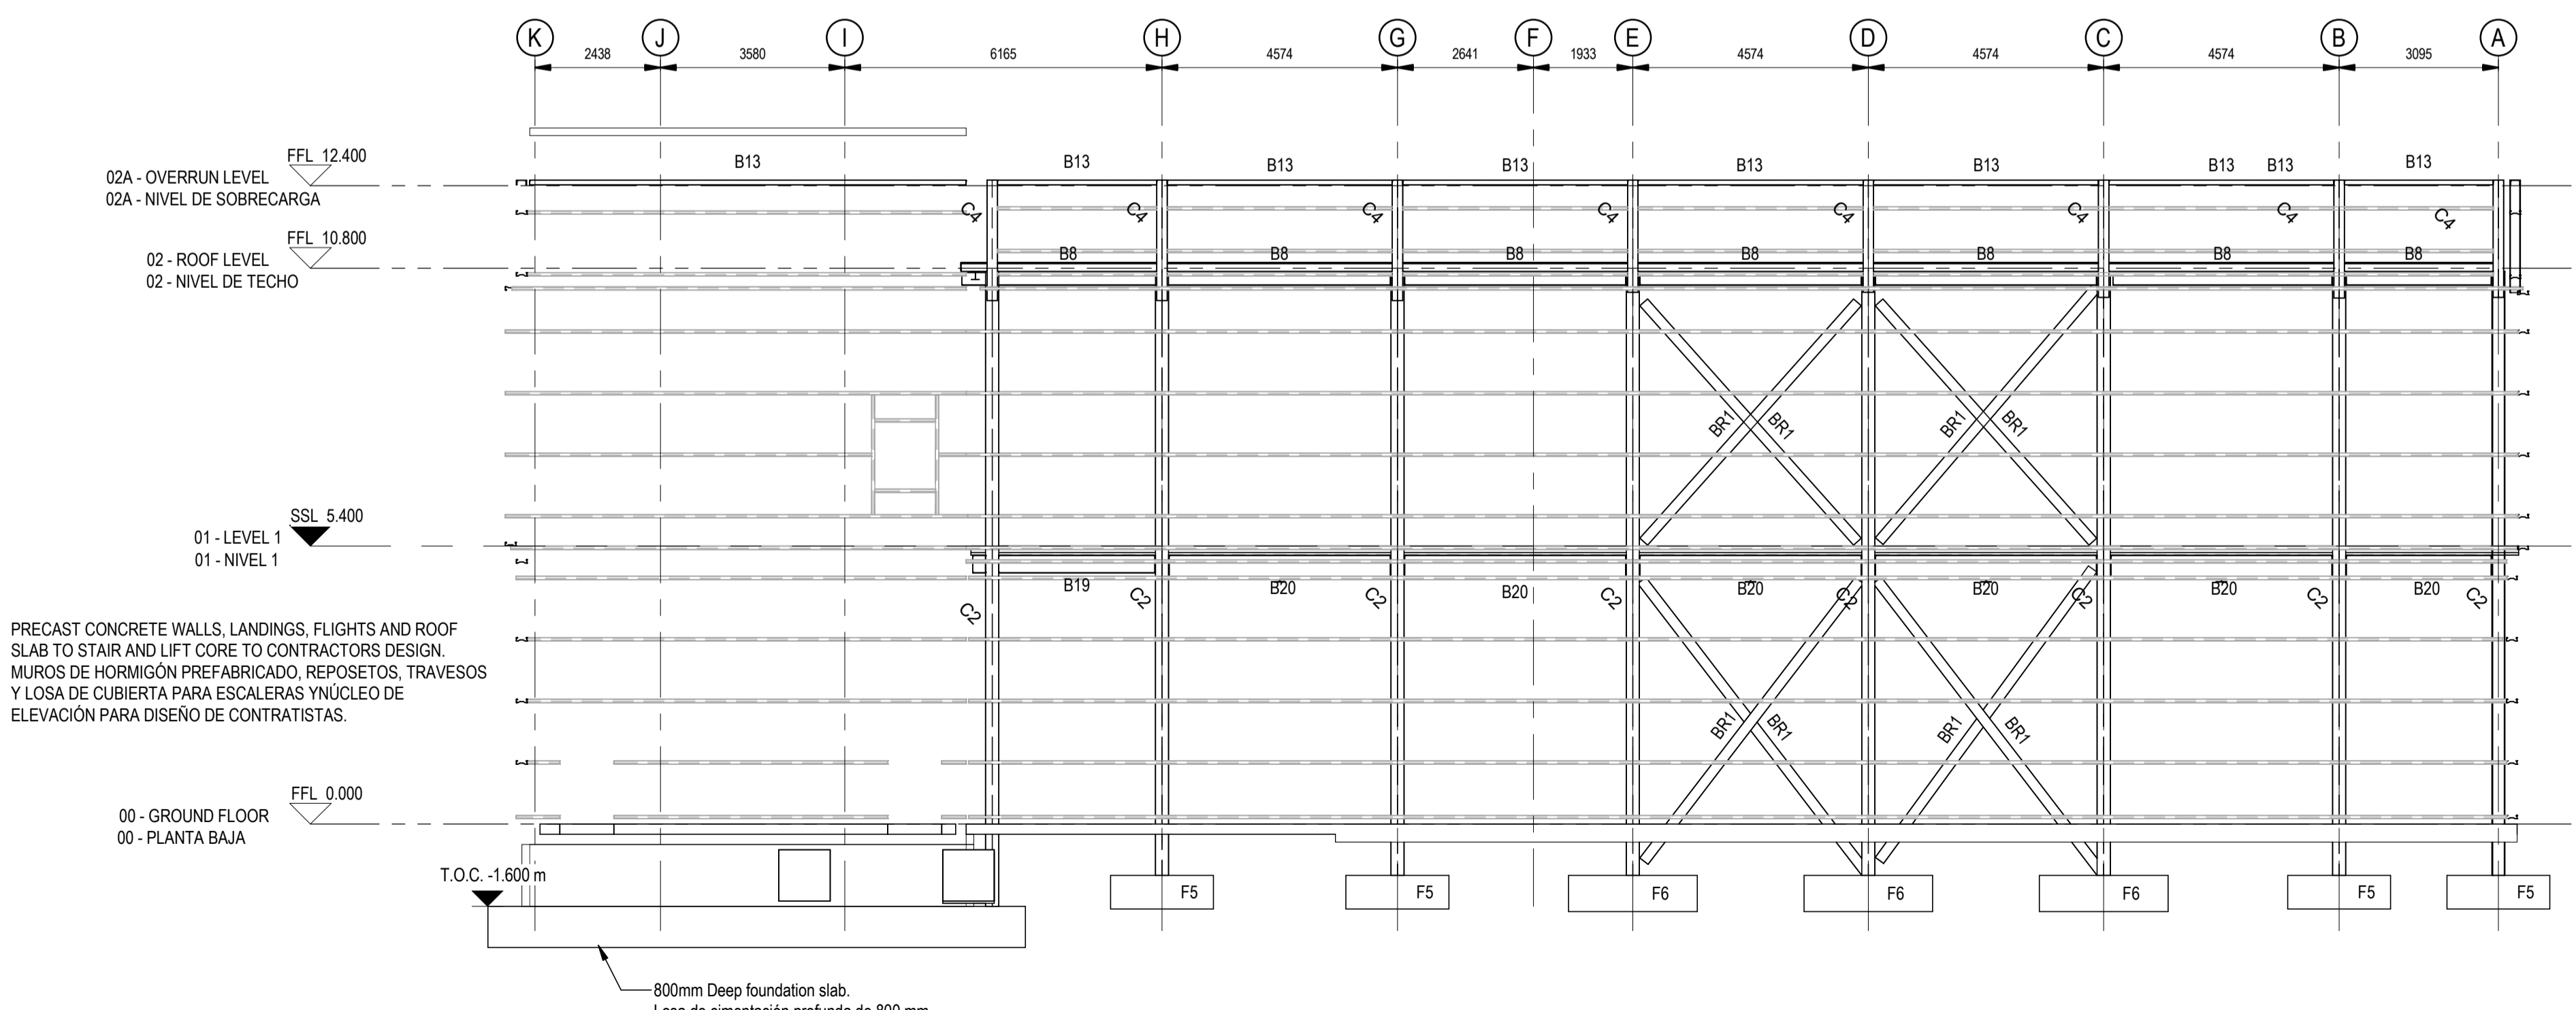 K J I H G F E D C B A
2438 3580 6165 4574 2641 1933 4574 4574 4574 3095
FFL 12.400
02A - OVERRUN LEVEL
02A - NIVEL DE SOBRECARGA
B13 B13 B13 B13 B13 B13 B13 B13 B13
C4 C4 C4 C4 C4 C4 C4 C4
FFL 10.800
02 - ROOF LEVEL
02 - NIVEL DE TECHO
B8 B8 B8 B8 B8 B8 B8
BR1 BR1 BR1 BR1
SSL 5.400
01 - LEVEL 1
01 - NIVEL 1
B19 B20 B20 B20 B20 B20 B20
C2 C2 C2 C2 C2 C2 C2 C2
PRECAST CONCRETE WALLS, LANDINGS, FLIGHTS AND ROOF
SLAB TO STAIR AND LIFT CORE TO CONTRACTORS DESIGN.
MUROS DE HORMIGÓN PREFABRICADO, REPOSETOS, TRAVESOS
Y LOSA DE CUBIERTA PARA ESCALERAS YNÚCLEO DE
ELEVACIÓN PARA DISEÑO DE CONTRATISTAS.
BR1 BR1 BR1 BR1
FFL 0.000
00 - GROUND FLOOR
00 - PLANTA BAJA
T.O.C. -1.600 m
F5 F5 F6 F6 F6 F5 F5
800mm Deep foundation slab.
Losa de cimentación profunda de 800 mm